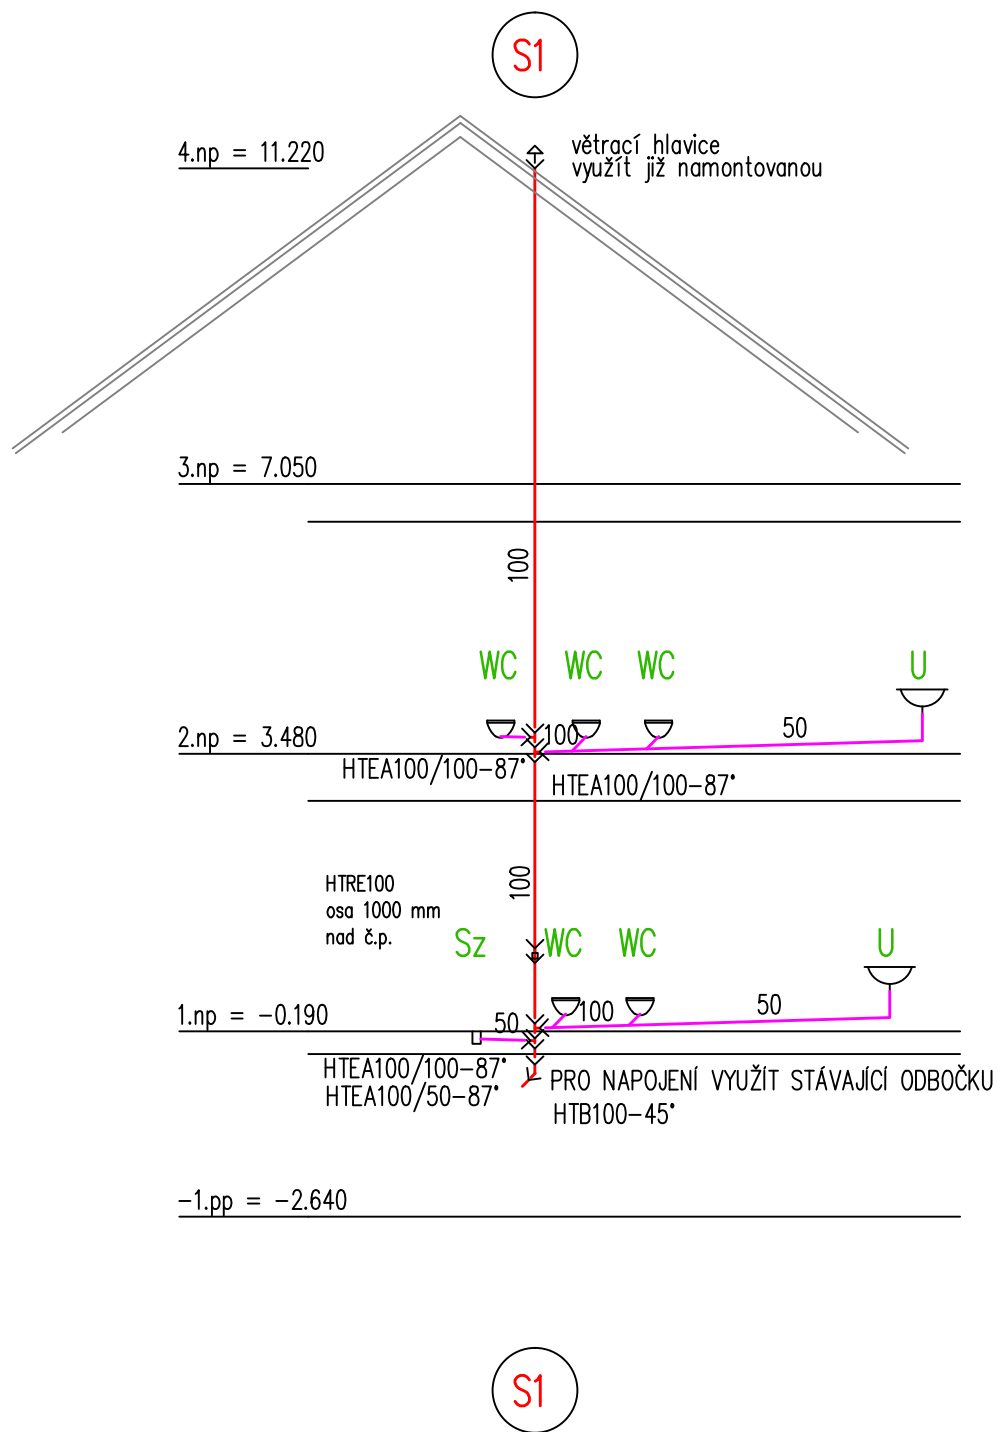 S1
4.np = 11.220
větrací hlavice
využít již namontovanou
3.np = 7.050
100
WC
WC
WC
U
100
50
2.np = 3.480
HTEA100/100-87°
HTEA100/100-87°
100
HTRE100
osa 1000 mm
nad č.p.
Sz
WC
WC
U
50
100
50
1.np = -0.190
HTEA100/100-87°
HTEA100/50-87°
PRO NAPOJENÍ VYUŽÍT STÁVAJÍCÍ ODBOČKU
HTB100-45°
-1.pp = -2.640
S1